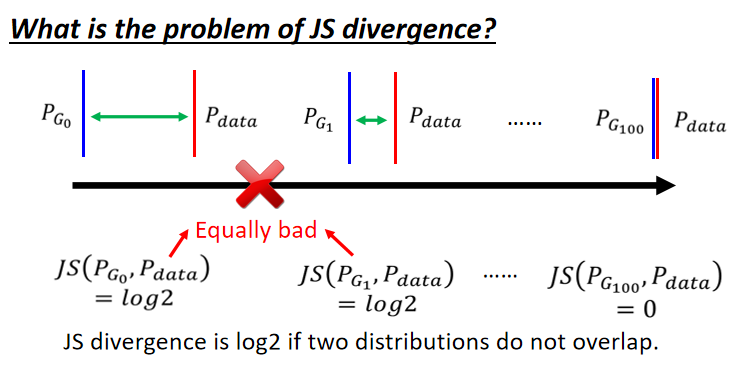 What is the problem of JS divergence?
P_{G_0} P_{data} P_{G_1} P_{data} …… P_{G_{100}} P_{data}
Equally bad
JS(P_{G_0}, P_{data}) JS(P_{G_1}, P_{data}) …… JS(P_{G_{100}}, P_{data})
= log2 = log2 = 0
JS divergence is log2 if two distributions do not overlap.